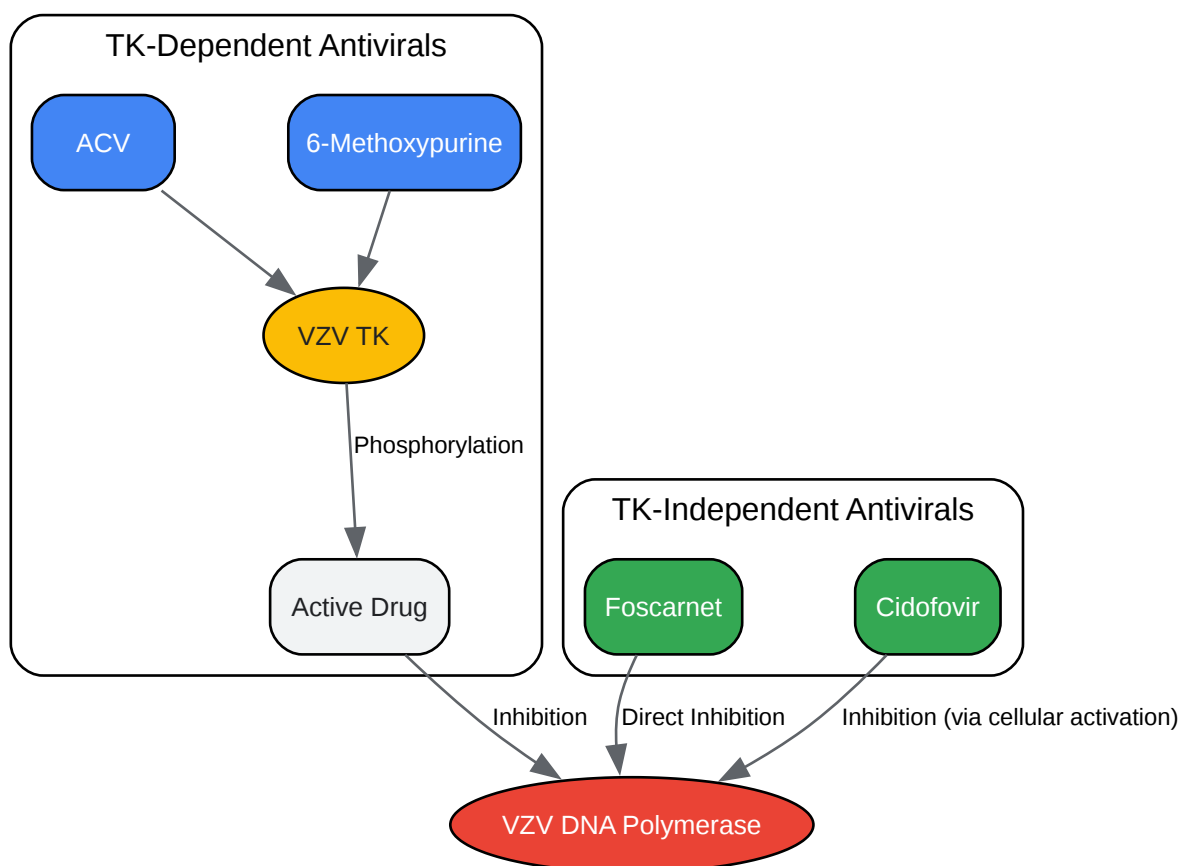 TK-Dependent Antivirals
ACV
6-Methoxypurine
VZV TK
Phosphorylation
TK-Independent Antivirals
Active Drug
Foscarnet
Cidofovir
Inhibition
Direct Inhibition
Inhibition (via cellular activation)
VZV DNA Polymerase